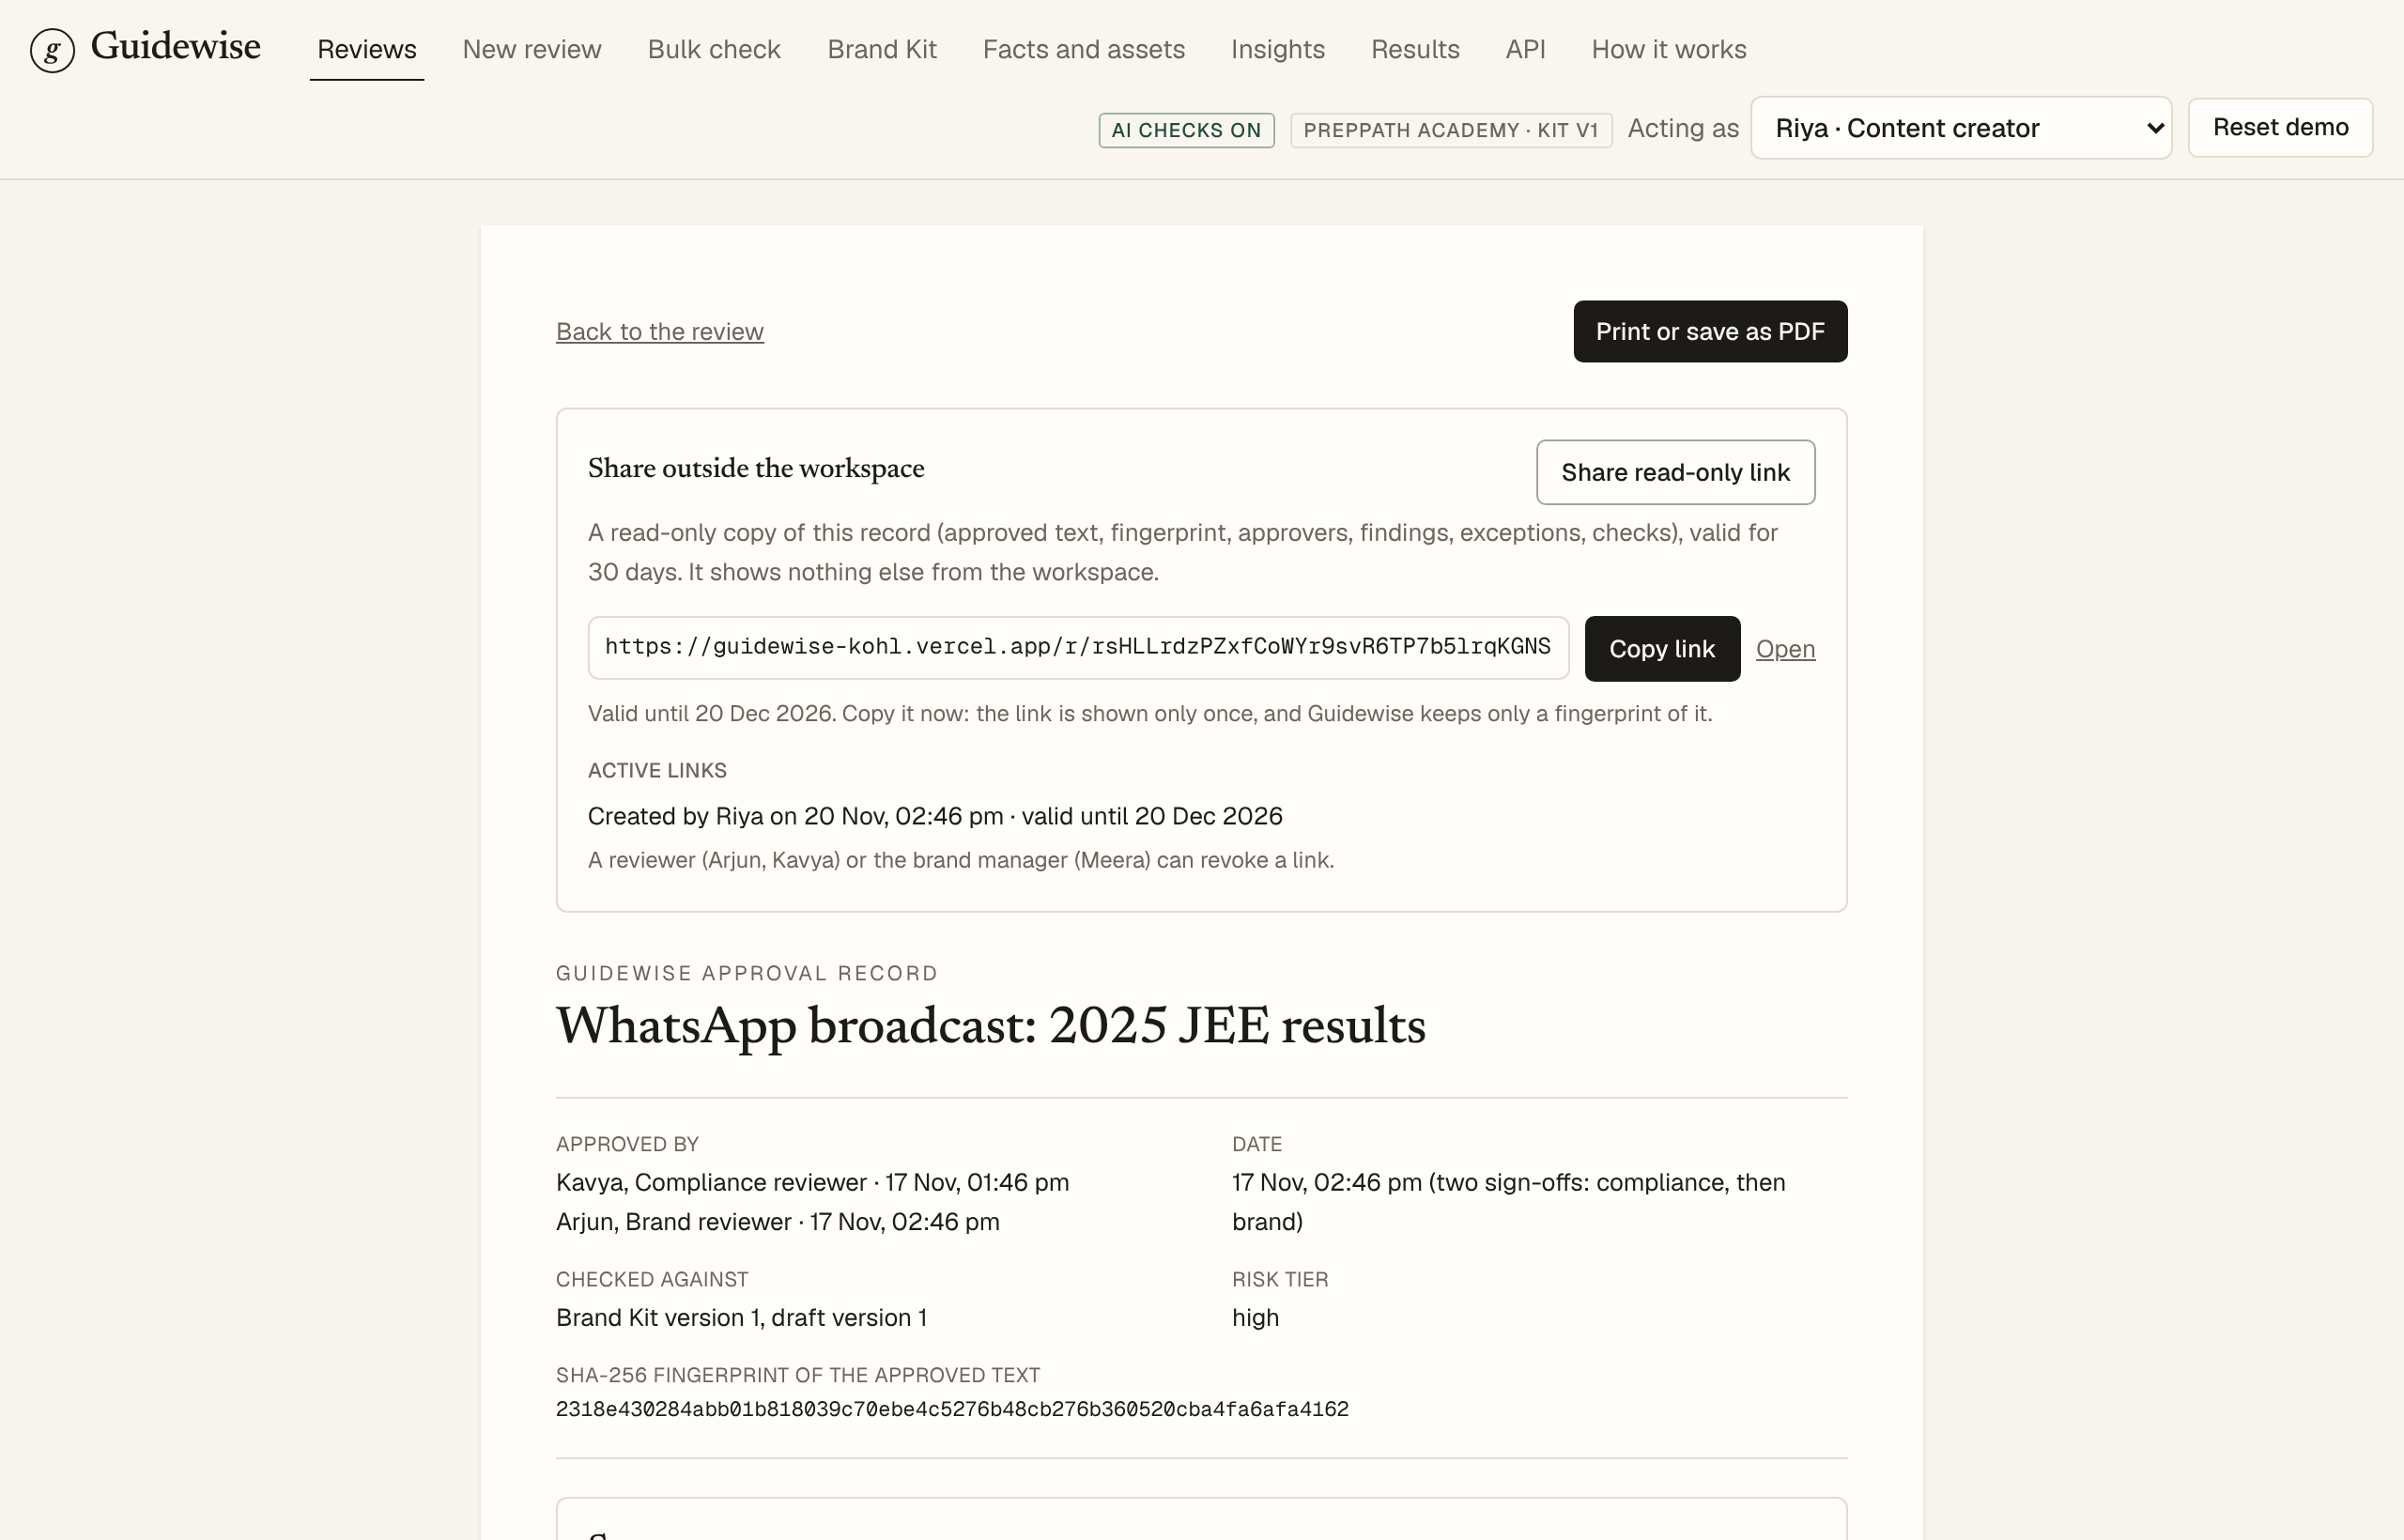 g Guidewise Reviews New review Bulk check Brand Kit Facts and assets Insights Results API How it works
AI CHECKS ON PREPPATH ACADEMY · KIT V1 Acting as Riya · Content creator Reset demo
Back to the review Print or save as PDF
Share outside the workspace Share read-only link
A read-only copy of this record (approved text, fingerprint, approvers, findings, exceptions, checks), valid for
30 days. It shows nothing else from the workspace.
https://guidewise-kohl.vercel.app/r/rsHLLrdzPZxfCoWYr9svR6TP7b5lrqKGNS Copy link Open
Valid until 20 Dec 2026. Copy it now: the link is shown only once, and Guidewise keeps only a fingerprint of it.
ACTIVE LINKS
Created by Riya on 20 Nov, 02:46 pm · valid until 20 Dec 2026
A reviewer (Arjun, Kavya) or the brand manager (Meera) can revoke a link.
GUIDEWISE APPROVAL RECORD
WhatsApp broadcast: 2025 JEE results
APPROVED BY DATE
Kavya, Compliance reviewer · 17 Nov, 01:46 pm 17 Nov, 02:46 pm (two sign-offs: compliance, then
Arjun, Brand reviewer · 17 Nov, 02:46 pm brand)
CHECKED AGAINST RISK TIER
Brand Kit version 1, draft version 1 high
SHA-256 FINGERPRINT OF THE APPROVED TEXT
2318e430284abb01b818039c70ebe4c5276b48cb276b360520cba4fa6afa4162